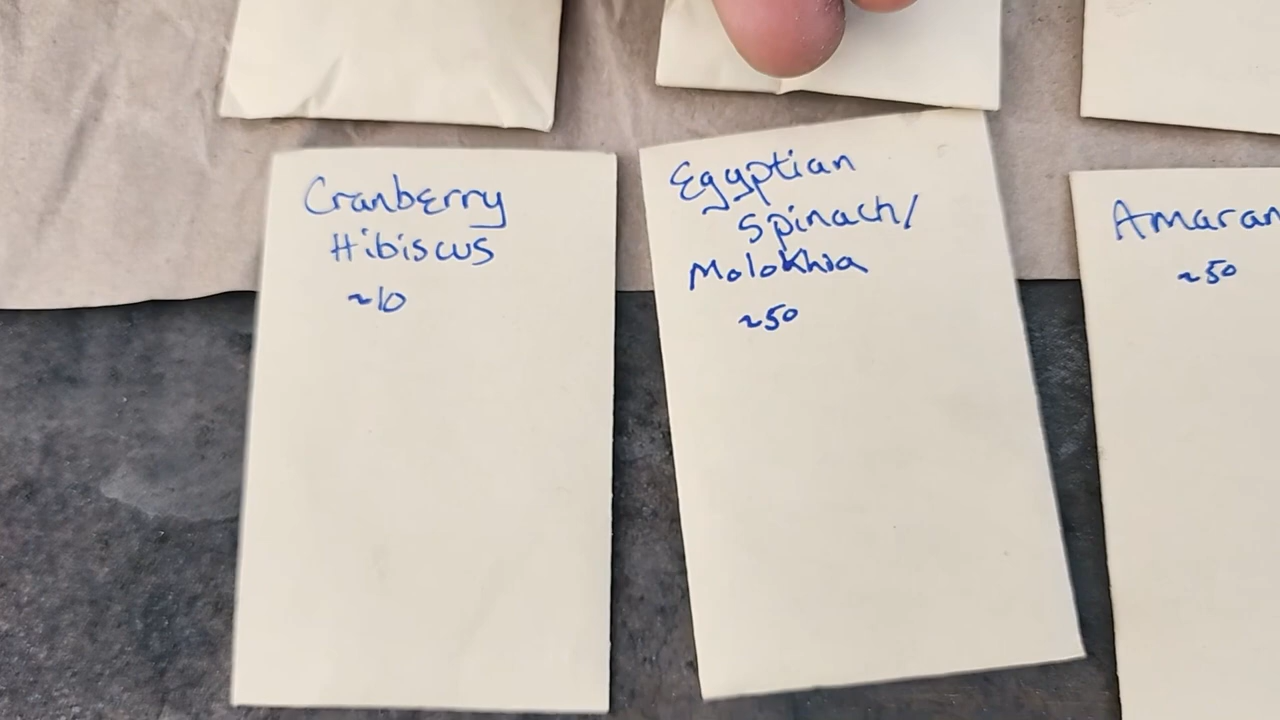 Cranberry
Hibiscus
~10
Egyptian
Spinach/
Molokhia
~50
Amaran
~50